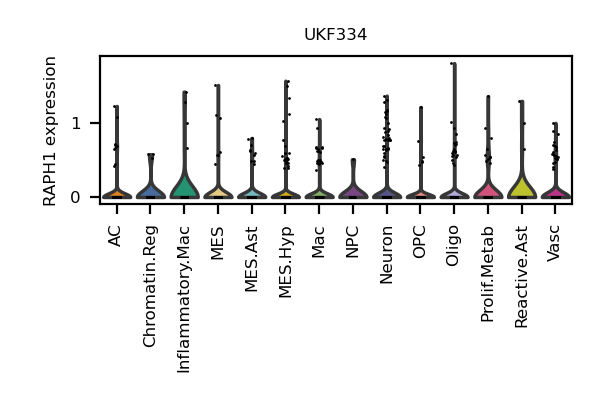 UKF334
RAPH1 expression
1
0
AC
Chromatin.Reg
Inflammatory.Mac
MES
MES.Ast
MES.Hyp
Mac
NPC
Neuron
OPC
Oligo
Prolif.Metab
Reactive.Ast
Vasc